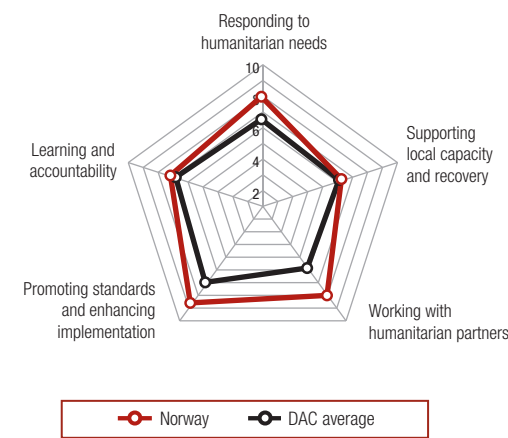 Responding to
humanitarian needs
10
8
6
4
2
Supporting
local capacity
and recovery
Learning and
accountability
Promoting standards
and enhancing
implementation
Working with
humanitarian partners
Norway
DAC average